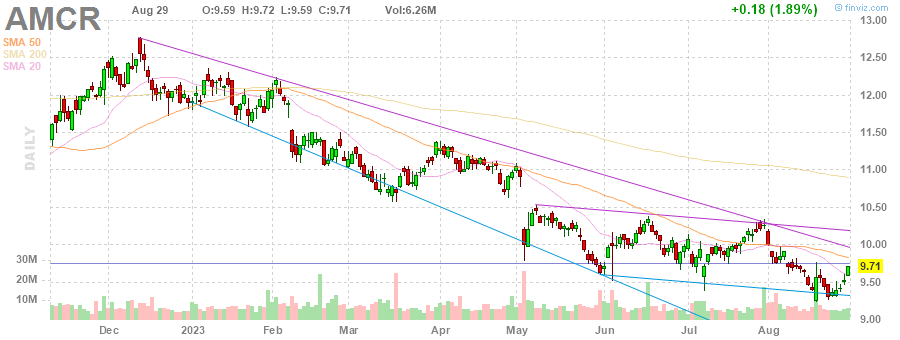 AMCR Aug 29 O:9.59 H:9.72 L:9.59 C:9.71 Vol:6.26M +0.18 (1.89%) © finviz.com
SMA 50
SMA 200
SMA 20
DAILY
13.00
12.50
12.00
11.50
11.00
10.50
10.00
9.71
9.50
9.00
30M
20M
10M
Dec 2023 Feb Mar Apr May Jun Jul Aug